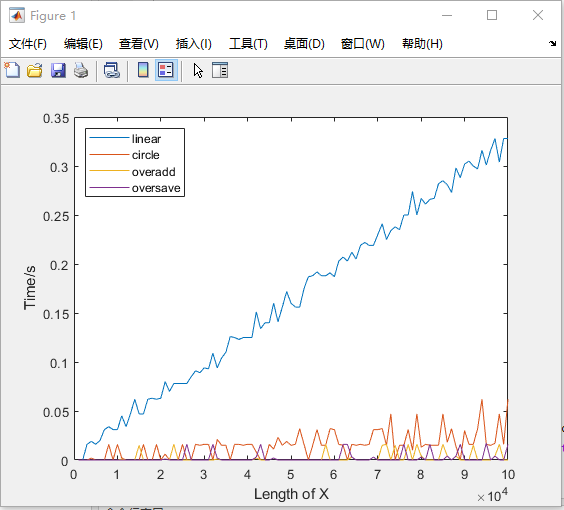 Figure 1
文件(F) 编辑(E) 查看(V) 插入(I) 工具(T) 桌面(D) 窗口(W) 帮助(H)
0.35
0.3
0.25
0.2
0.15
0.1
0.05
0
Time/s
linear
circle
overadd
oversave
0 1 2 3 4 5 6 7 8 9 10
Length of X
×10^4